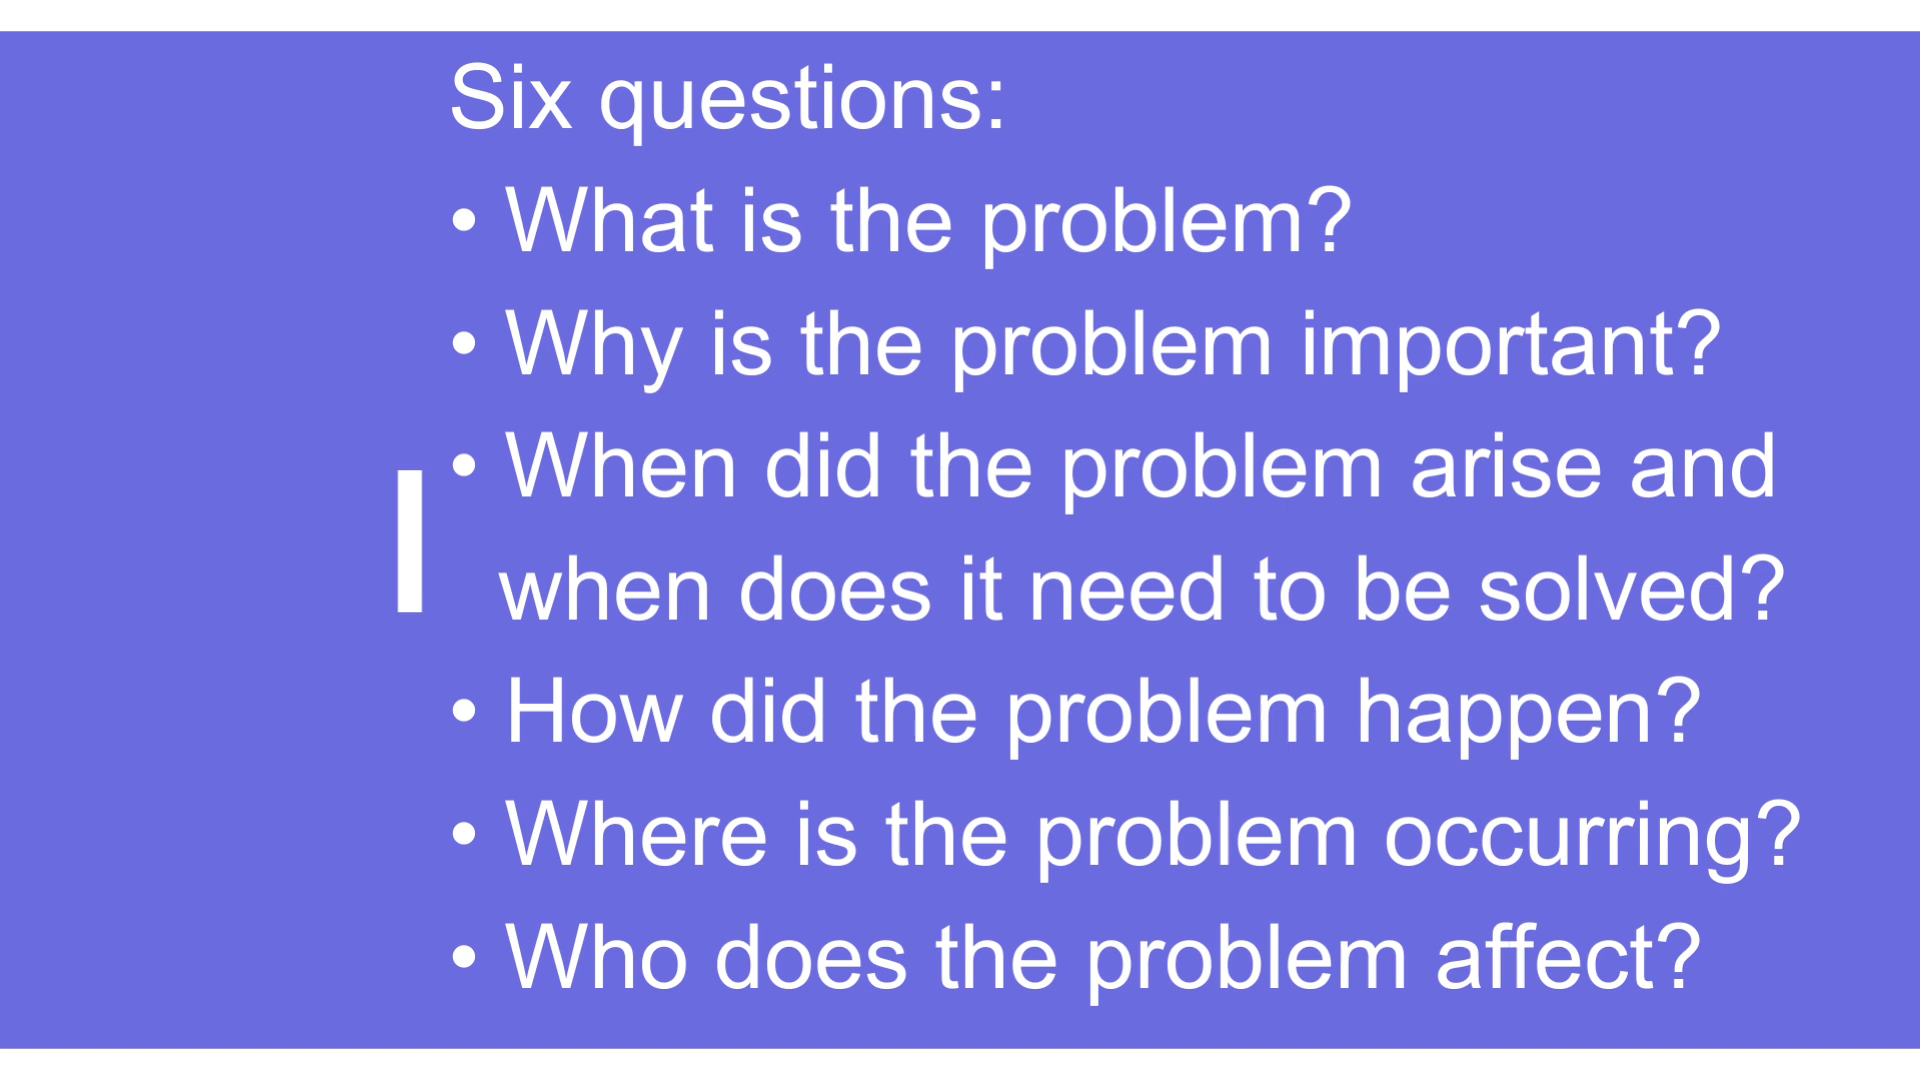 Six questions:
• What is the problem?
• Why is the problem important?
• When did the problem arise and
when does it need to be solved?
• How did the problem happen?
• Where is the problem occurring?
• Who does the problem affect?
I